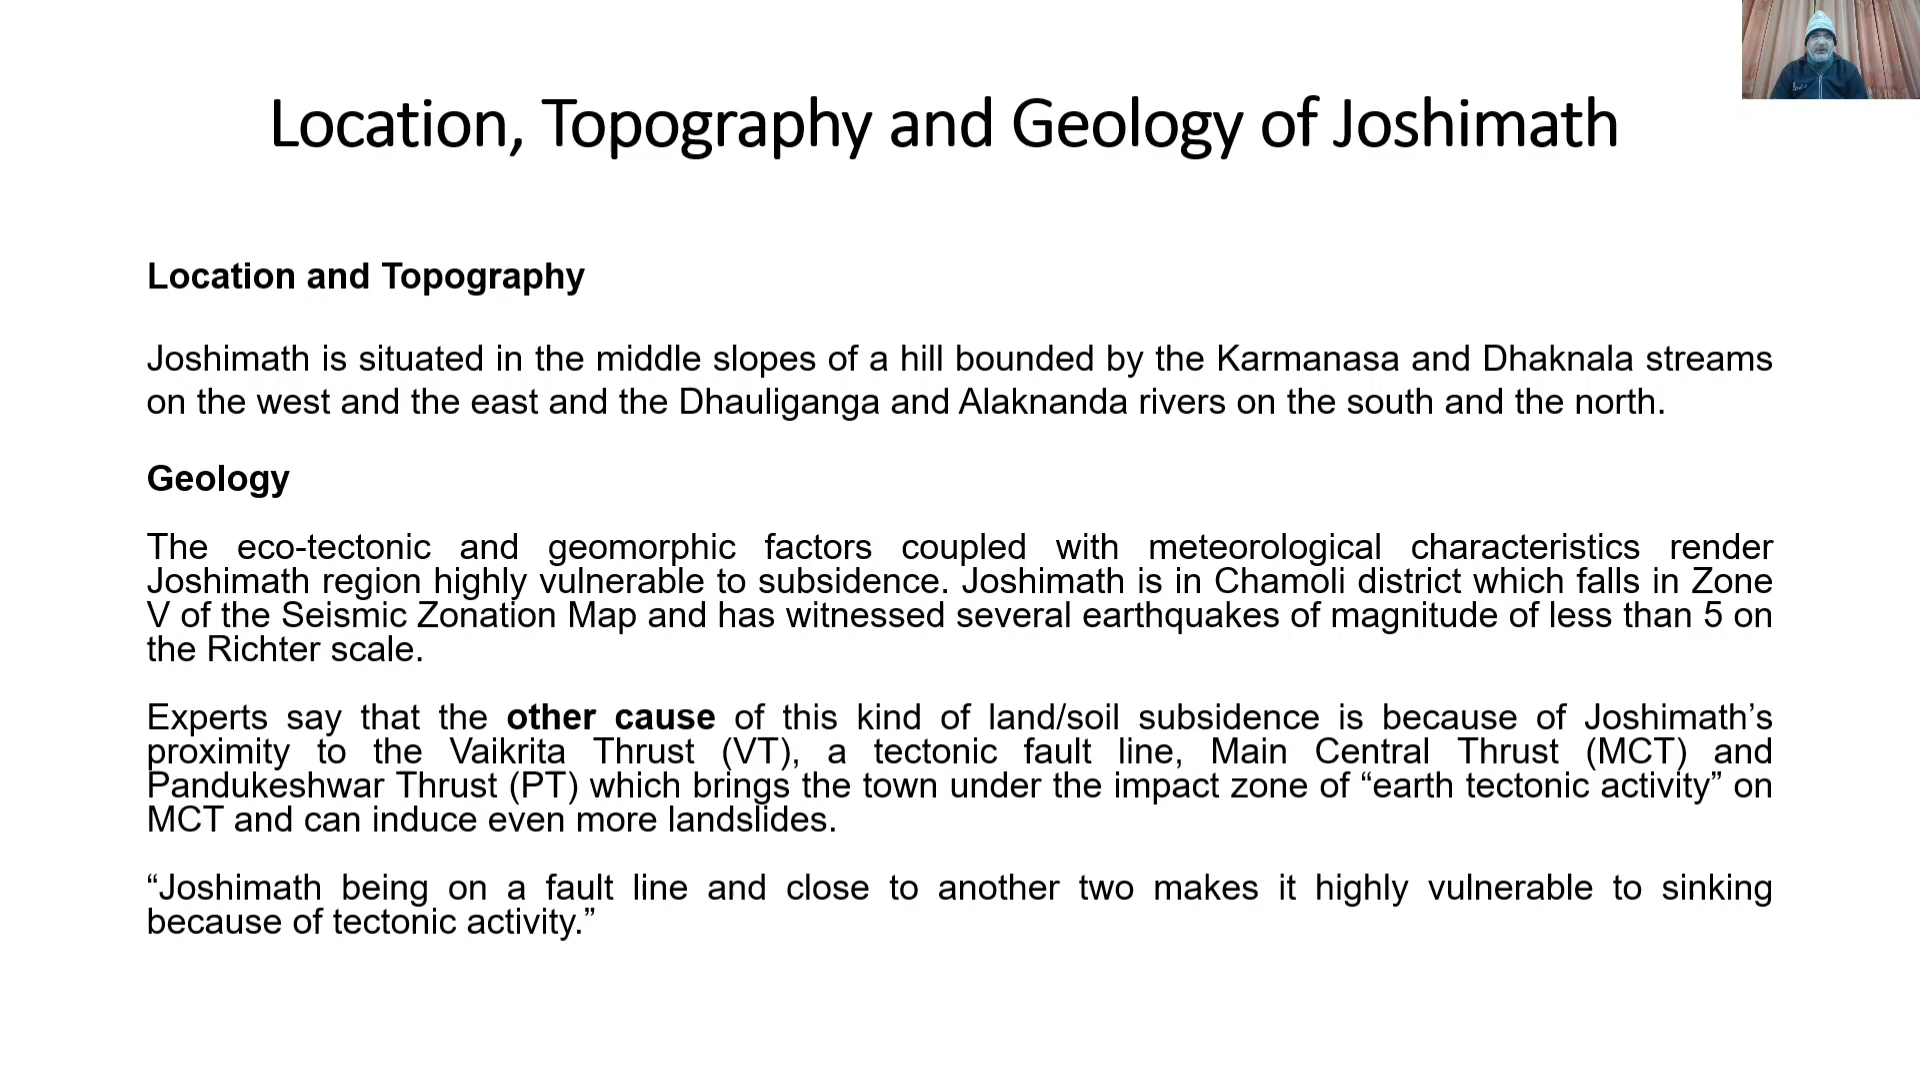 Location, Topography and Geology of Joshimath
Location and Topography
Joshimath is situated in the middle slopes of a hill bounded by the Karmanasa and Dhaknala streams
on the west and the east and the Dhauliganga and Alaknanda rivers on the south and the north.
Geology
The eco-tectonic and geomorphic factors coupled with meteorological characteristics render
Joshimath region highly vulnerable to subsidence. Joshimath is in Chamoli district which falls in Zone
V of the Seismic Zonation Map and has witnessed several earthquakes of magnitude of less than 5 on
the Richter scale.
Experts say that the other cause of this kind of land/soil subsidence is because of Joshimath’s
proximity to the Vaikrita Thrust (VT), a tectonic fault line, Main Central Thrust (MCT) and
Pandukeshwar Thrust (PT) which brings the town under the impact zone of “earth tectonic activity” on
MCT and can induce even more landslides.
“Joshimath being on a fault line and close to another two makes it highly vulnerable to sinking
because of tectonic activity.”